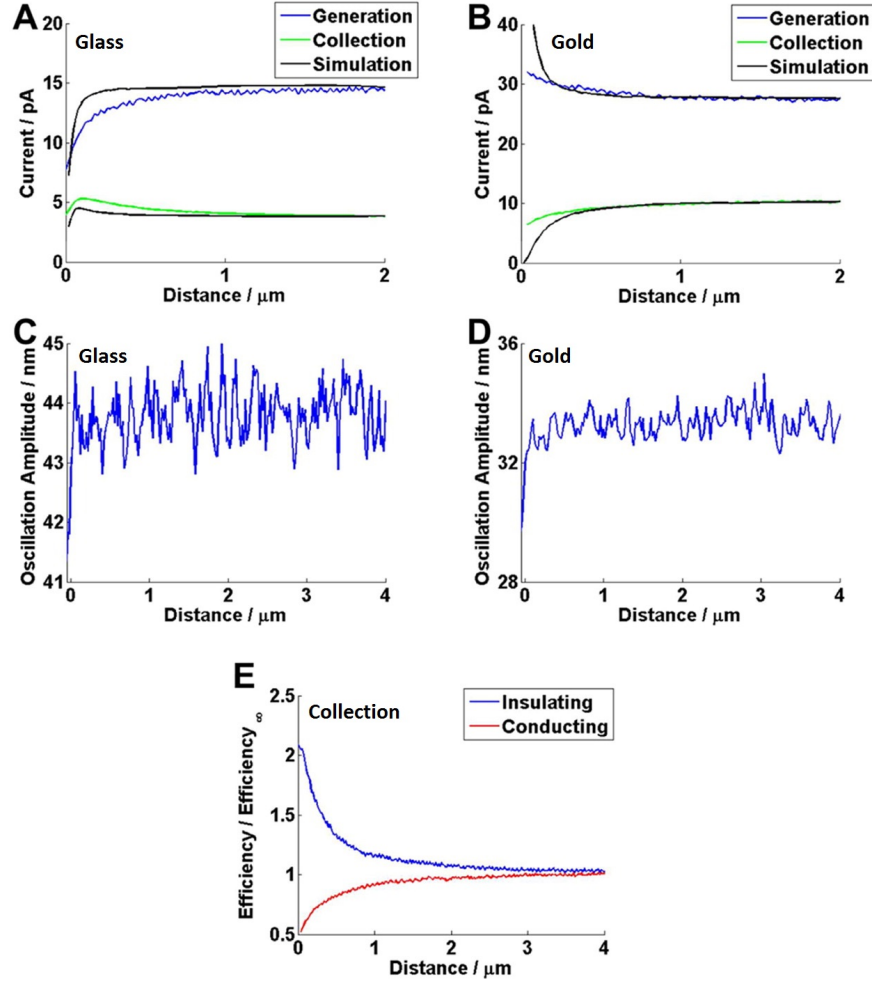 A
Glass
Generation
Collection
Simulation
Current / pA
20
15
10
5
0
0
1
2
Distance / μm
B
Gold
Generation
Collection
Simulation
Current / pA
40
30
20
10
0
0
1
2
Distance / μm
C
Glass
Oscillation Amplitude / nm
45
44
43
42
41
0
1
2
3
4
Distance / μm
D
Gold
Oscillation Amplitude / nm
36
32
28
0
1
2
3
4
Distance / μm
E
Collection
Insulating
Conducting
Efficiency / Efficiency ∞
2.5
2
1.5
1
0.5
0
1
2
3
4
Distance / μm